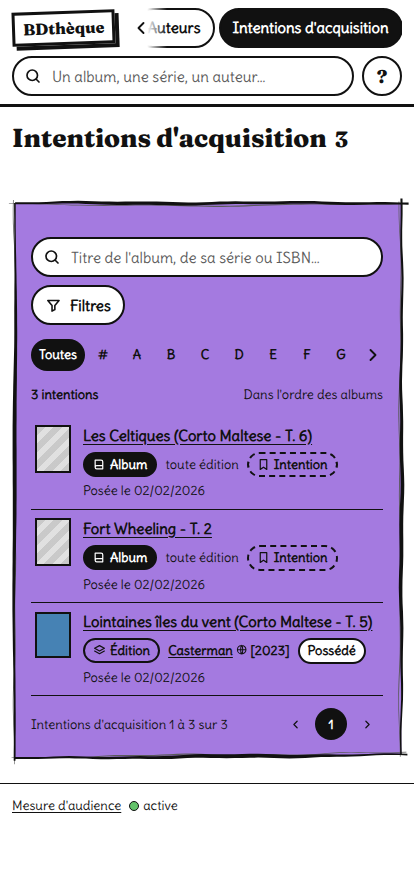 BDthèque
Auteurs
Intentions d'acquisition
Un album, une série, un auteur...
?
Intentions d'acquisition 3
Titre de l'album, de sa série ou ISBN...
Filtres
Toutes # A B C D E F G
3 intentions Dans l'ordre des albums
Les Celtiques (Corto Maltese - T. 6)
Album toute édition Intention
Posée le 02/02/2026
Fort Wheeling - T. 2
Album toute édition Intention
Posée le 02/02/2026
Lointaines îles du vent (Corto Maltese - T. 5)
Édition Casterman [2023] Possédé
Posée le 02/02/2026
Intentions d'acquisition 1 à 3 sur 3
1
Mesure d'audience active